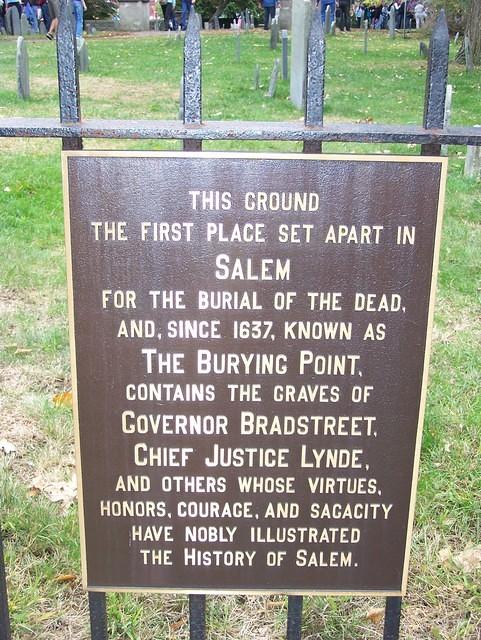 THIS GROUND
THE FIRST PLACE SET APART IN
SALEM
FOR THE BURIAL OF THE DEAD,
AND, SINCE 1637, KNOWN AS
THE BURYING POINT,
CONTAINS THE GRAVES OF
GOVERNOR BRADSTREET,
CHIEF JUSTICE LYNDE,
AND OTHERS WHOSE VIRTUES,
HONORS, COURAGE, AND SAGACITY
HAVE NOBLY ILLUSTRATED
THE HISTORY OF SALEM.